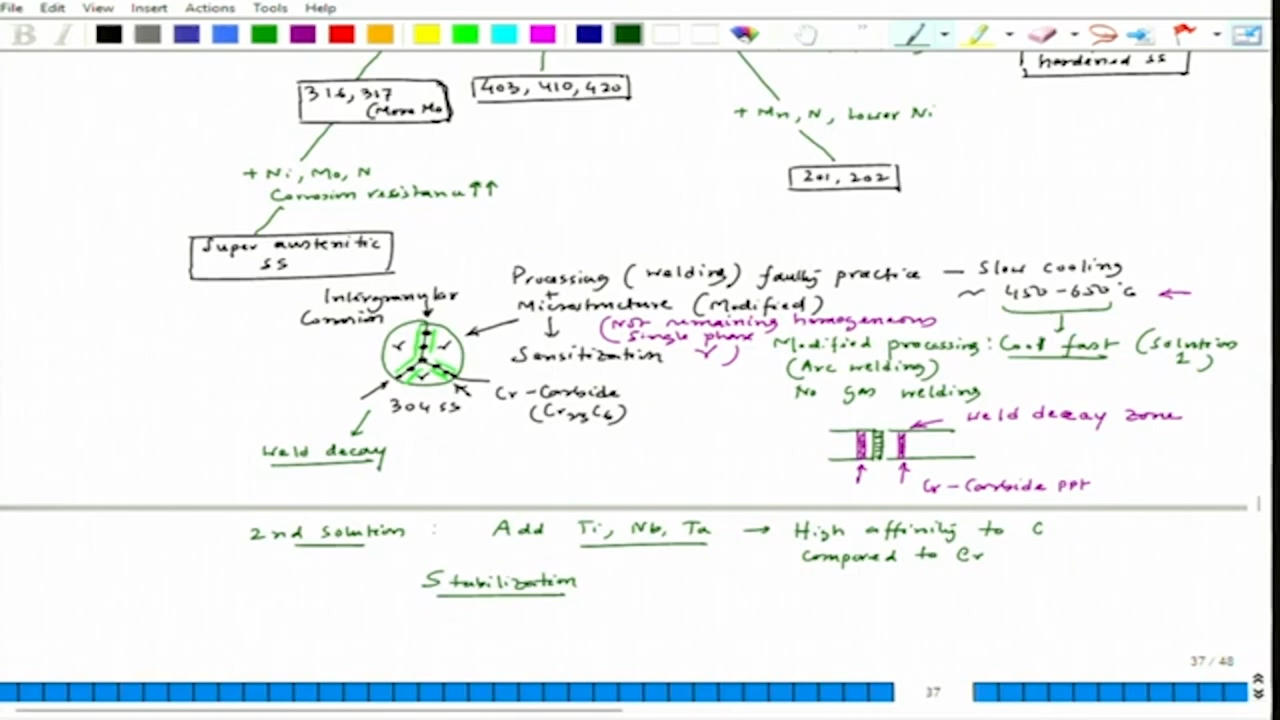 File Edit View Insert Actions Tools Help
B I
hardened ss
316, 317
(More Mo
403, 410, 420
+ Mn, N, Lower Ni
201, 202
+ Ni, Mo, N
Corrosion resistance ↑↑
Super austenitic
SS
Processing (welding) faulty practice — Slow cooling
~ 450-650°C ←
Intergranular
Corrosion
+
Microstructure (Modified)
(Not remaining homogeneous
Single phase
γ)
Sensitization
Modified processing: Cool fast (Solution
1)
(Arc welding)
No gas welding
γ γ
γ
304 SS
Cr-Carbide
(Cr23C6)
Weld decay
Weld decay zone
Cr-Carbide ppt
2nd solution : Add Ti, Nb, Ta → High affinity to C
Compared to Cr
Stabilization
37 / 48
37